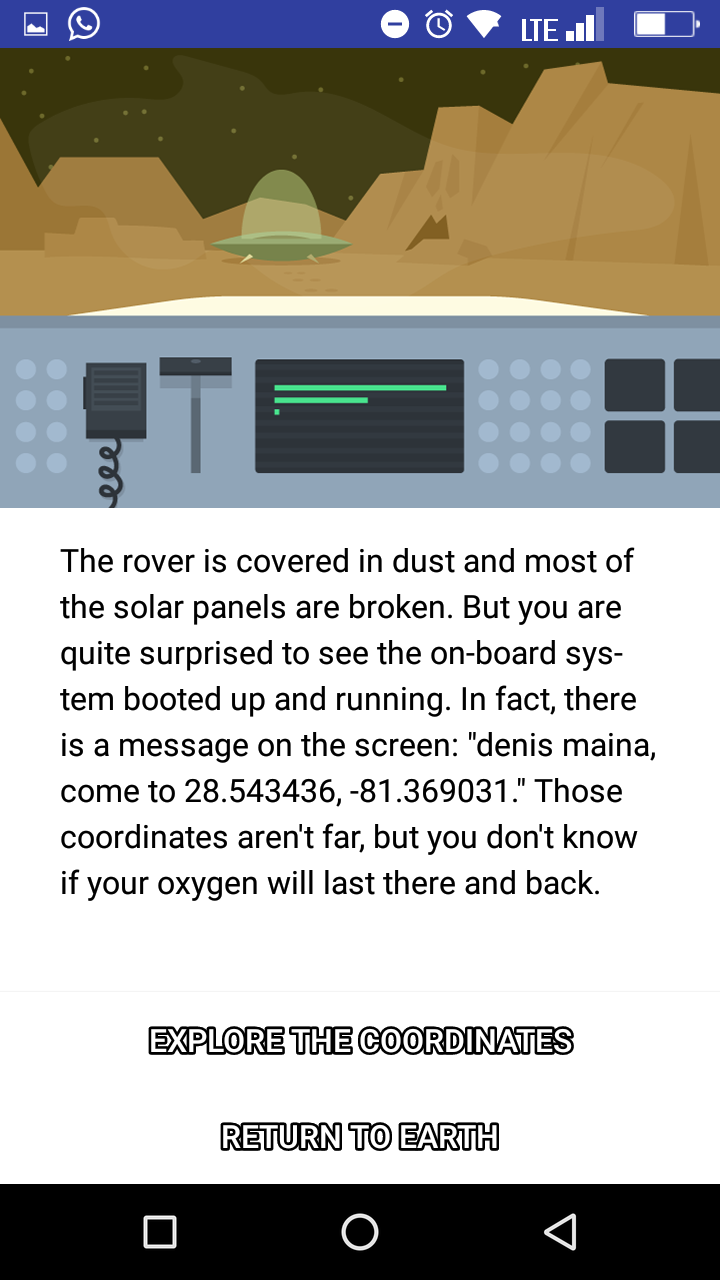 LTE
The rover is covered in dust and most of
the solar panels are broken. But you are
quite surprised to see the on-board sys-
tem booted up and running. In fact, there
is a message on the screen: "denis maina,
come to 28.543436, -81.369031." Those
coordinates aren't far, but you don't know
if your oxygen will last there and back.
EXPLORE THE COORDINATES
RETURN TO EARTH